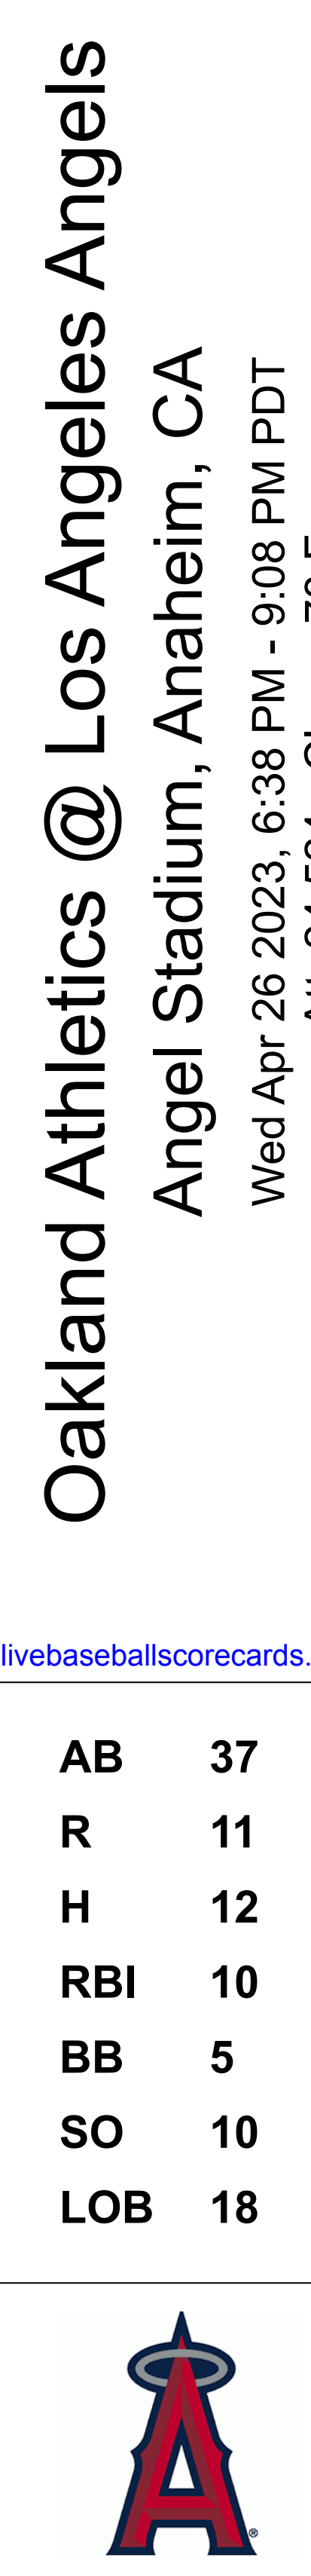 Oakland Athletics @ Los Angeles Angels
Angel Stadium, Anaheim, CA
Wed Apr 26 2023, 6:38 PM - 9:08 PM PDT
livebaseballscorecards.
AB 37
R 11
H 12
RBI 10
BB 5
SO 10
LOB 18
A
®